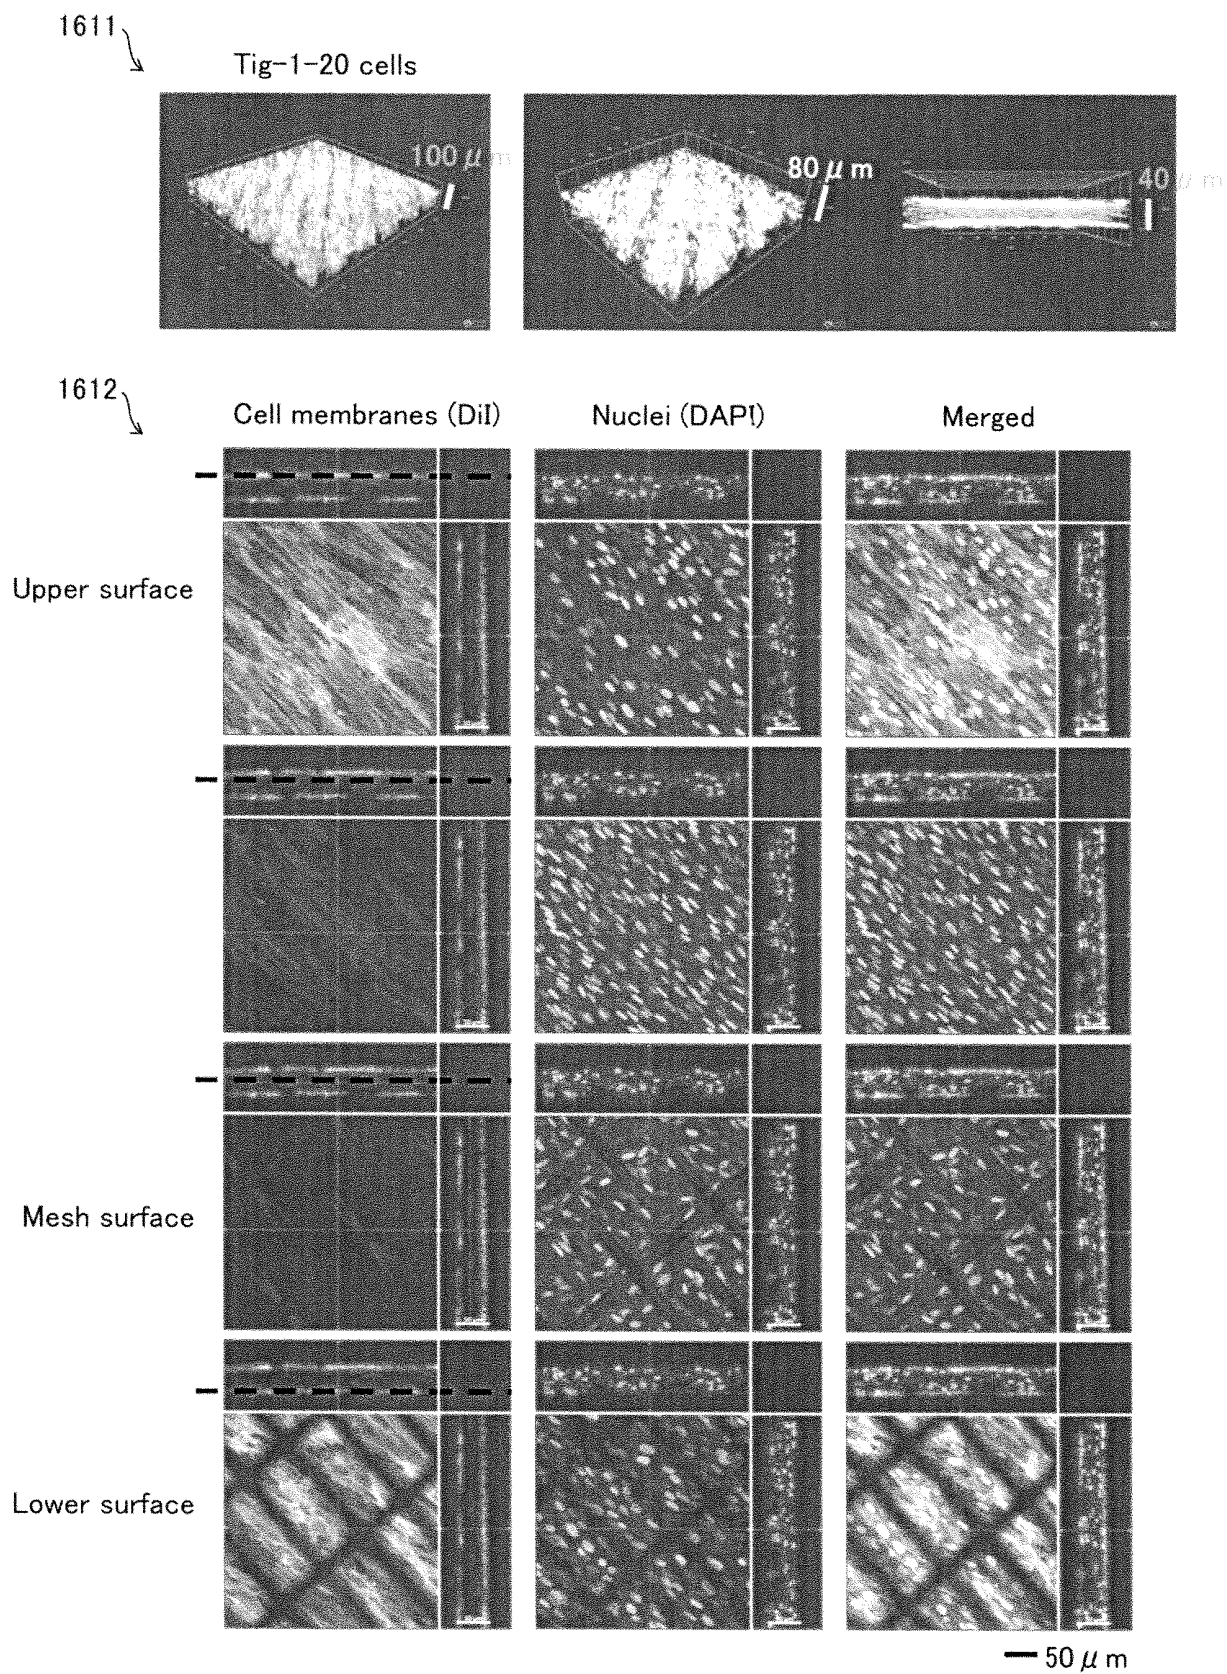 1611
Tig-1-20 cells
100 μm
80 μm
40 μm
1612
Cell membranes (DiI)
Nuclei (DAPI)
Merged
Upper surface
Mesh surface
Lower surface
50 μm